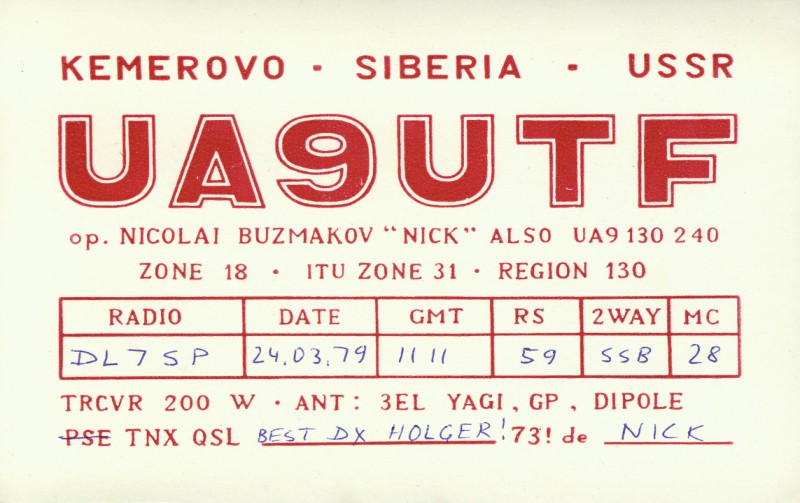 KEMEROVO - SIBERIA - USSR
UA9UTF
op. NICOLAI BUZMAKOV "NICK" ALSO UA9 130 240
ZONE 18 · ITU ZONE 31 · REGION 130
RADIO DATE GMT RS 2WAY MC
DL7SP 24.03.79 1111 59 SSB 28
TRCVR 200 W · ANT: 3EL YAGI, GP, DIPOLE
PSE TNX QSL BEST DX HOLGER! 73! de NICK